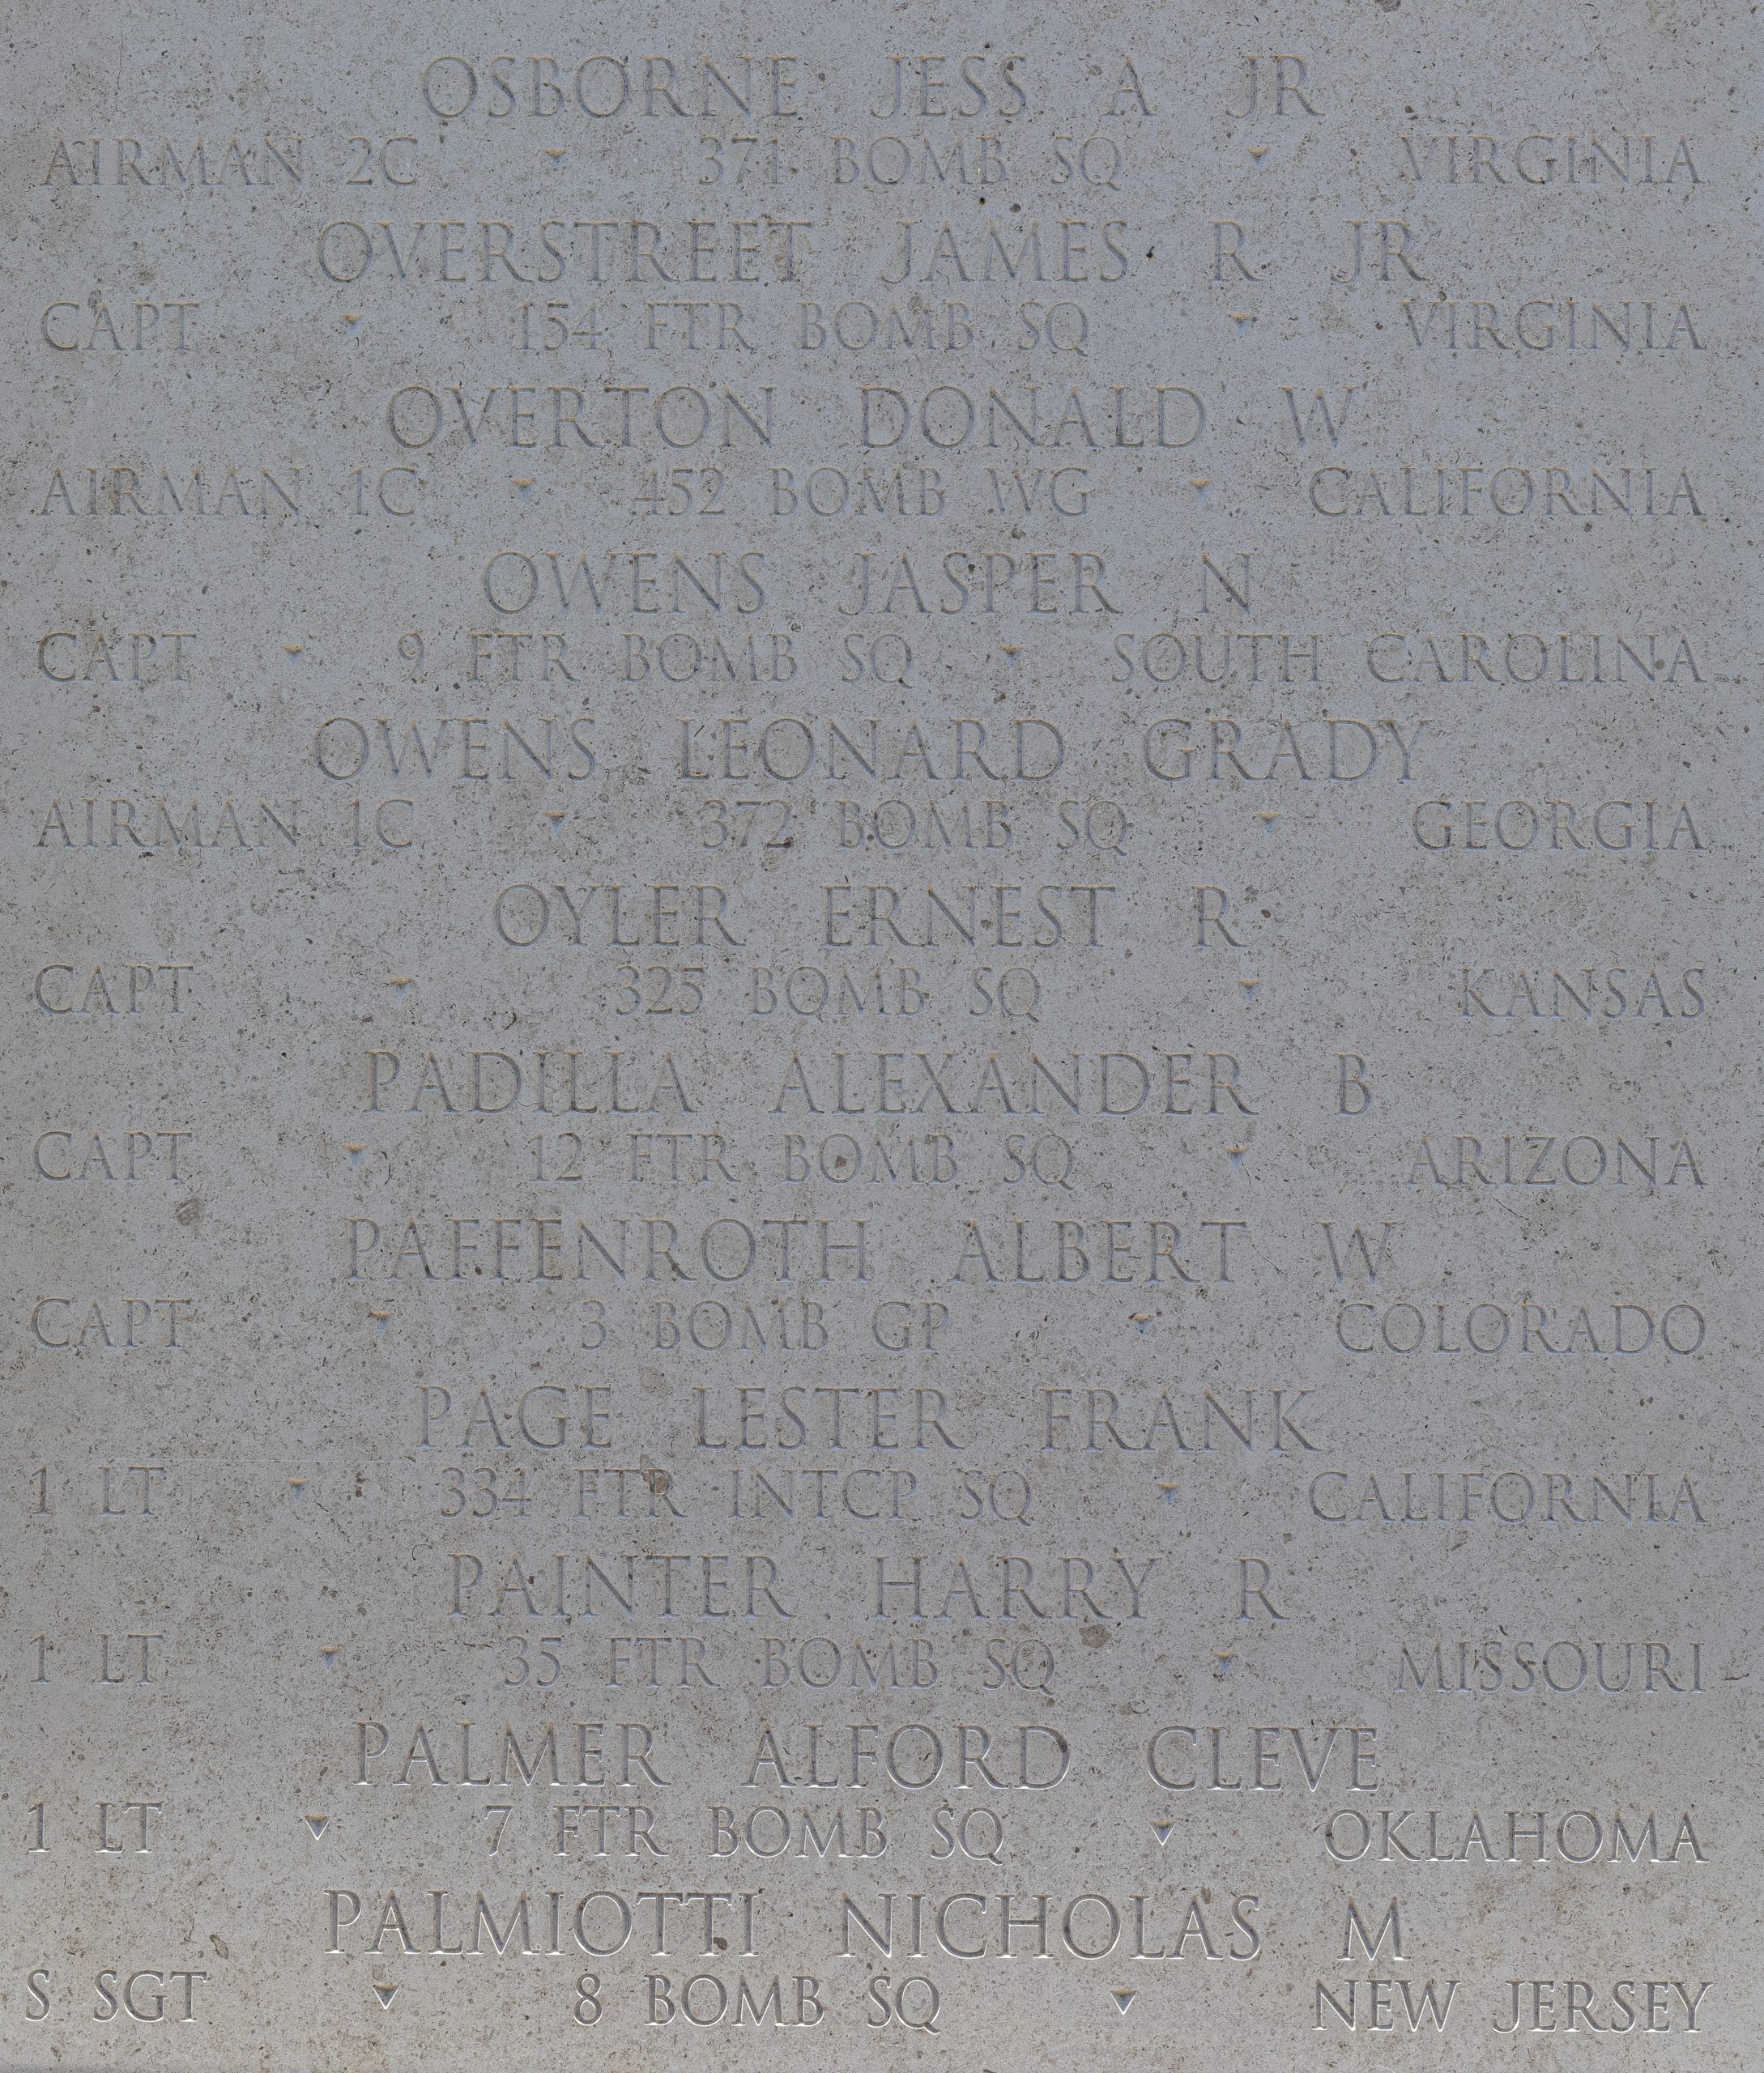 OSBORNE JESS A JR
AIRMAN 2C 371 BOMB SQ VIRGINIA
OVERSTREET JAMES R JR
CAPT 154 FTR BOMB SQ VIRGINIA
OVERTON DONALD W
AIRMAN 1C 452 BOMB WG CALIFORNIA
OWENS JASPER N
CAPT 9 FTR BOMB SQ SOUTH CAROLINA
OWENS LEONARD GRADY
AIRMAN 1C 372 BOMB SQ GEORGIA
OYLER ERNEST R
CAPT 325 BOMB SQ KANSAS
PADILLA ALEXANDER B
CAPT 12 FTR BOMB SQ ARIZONA
PAFFENROTH ALBERT W
CAPT 3 BOMB GP COLORADO
PAGE LESTER FRANK
1 LT 334 FTR INTCP SQ CALIFORNIA
PAINTER HARRY R
1 LT 35 FTR BOMB SQ MISSOURI
PALMER ALFORD CLEVE
1 LT 7 FTR BOMB SQ OKLAHOMA
PALMIOTTI NICHOLAS M
S SGT 8 BOMB SQ NEW JERSEY